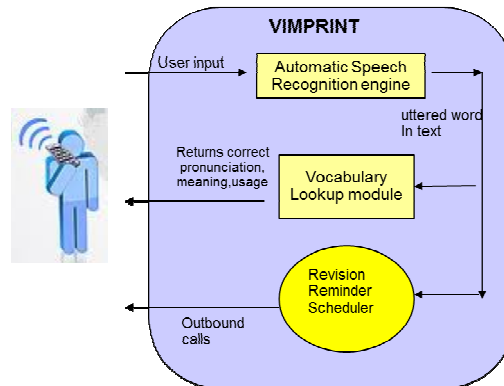 VIMPRINT
User input
Automatic Speech
Recognition engine
uttered word
In text
Returns correct
pronunciation,
meaning,usage
Vocabulary
Lookup module
Revision
Reminder
Scheduler
Outbound
calls